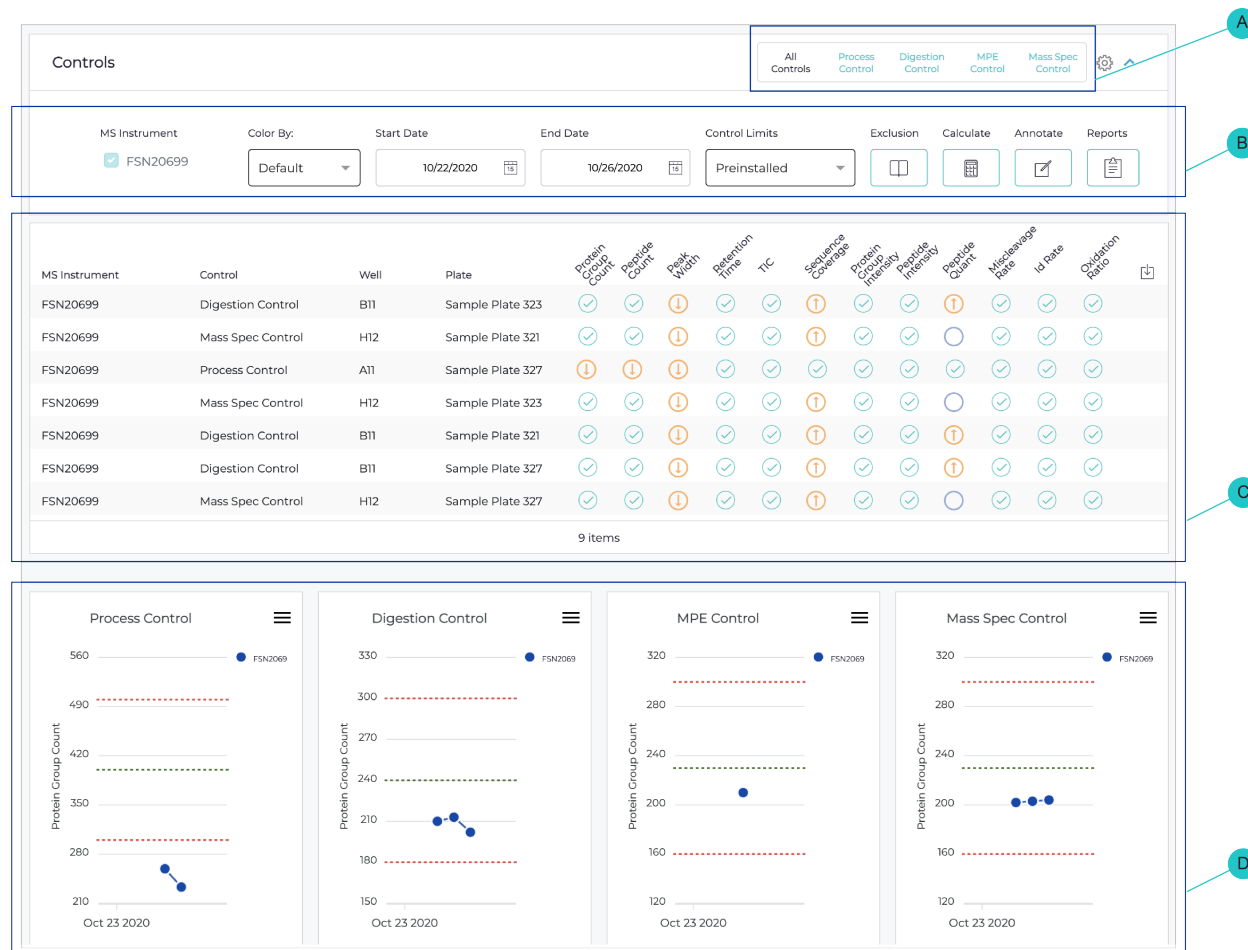 A
Controls
All Controls
Process Control
Digestion Control
MPE Control
Mass Spec Control
B
MS Instrument
Color By:
Start Date
End Date
Control Limits
Exclusion
Calculate
Annotate
Reports
FSN20699
Default
10/22/2020
15
10/26/2020
15
Preinstalled
C
MS Instrument Control Well Plate Protein Group Count Peptide Count Peak Width Retention Time TIC Sequence Coverage Protein Group Intensity Peptide Intensity Peptide Quant Miscleavage Rate Id Rate Oxidation Ratio
FSN20699 Digestion Control B11 Sample Plate 323
FSN20699 Mass Spec Control H12 Sample Plate 321
FSN20699 Process Control A11 Sample Plate 327
FSN20699 Mass Spec Control H12 Sample Plate 323
FSN20699 Digestion Control B11 Sample Plate 321
FSN20699 Digestion Control B11 Sample Plate 327
FSN20699 Mass Spec Control H12 Sample Plate 327
9 items
D
Process Control
FSN2069
Protein Group Count
560
490
420
350
280
210
Oct 23 2020
Digestion Control
FSN2069
Protein Group Count
330
300
270
240
210
180
150
Oct 23 2020
MPE Control
FSN2069
Protein Group Count
320
280
240
200
160
120
Oct 23 2020
Mass Spec Control
FSN2069
Protein Group Count
320
280
240
200
160
120
Oct 23 2020